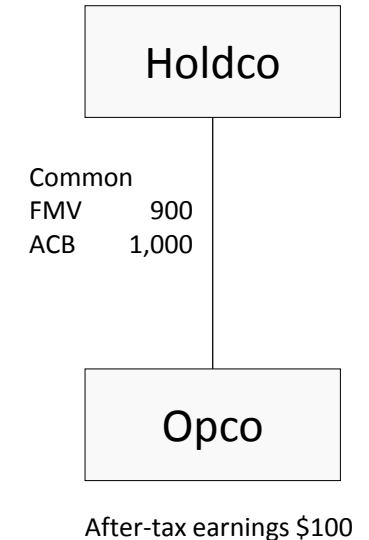 Holdco
Common
FMV 900
ACB 1,000
Opco
After-tax earnings $100